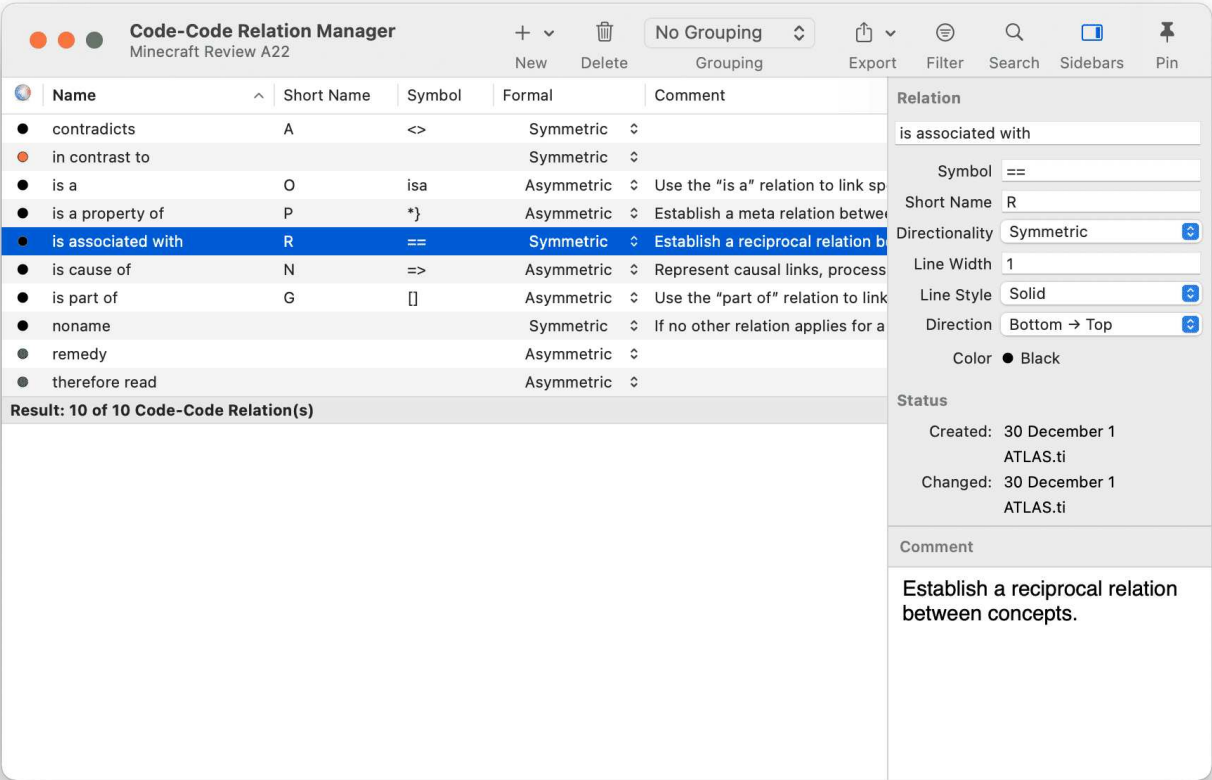 Code-Code Relation Manager
Minecraft Review A22
New
Delete
No Grouping
Grouping
Export
Filter
Search
Sidebars
Pin
Name Short Name Symbol Formal Comment
contradicts A <> Symmetric
in contrast to Symmetric
is a O isa Asymmetric Use the “is a” relation to link sp
is a property of P *} Asymmetric Establish a meta relation betwee
is associated with R == Symmetric Establish a reciprocal relation b
is cause of N => Asymmetric Represent causal links, process
is part of G [] Asymmetric Use the “part of” relation to link
noname Symmetric If no other relation applies for a
remedy Asymmetric
therefore read Asymmetric
Result: 10 of 10 Code-Code Relation(s)
Relation
is associated with
Symbol ==
Short Name R
Directionality Symmetric
Line Width 1
Line Style Solid
Direction Bottom → Top
Color Black
Status
Created: 30 December 1
ATLAS.ti
Changed: 30 December 1
ATLAS.ti
Comment
Establish a reciprocal relation
between concepts.